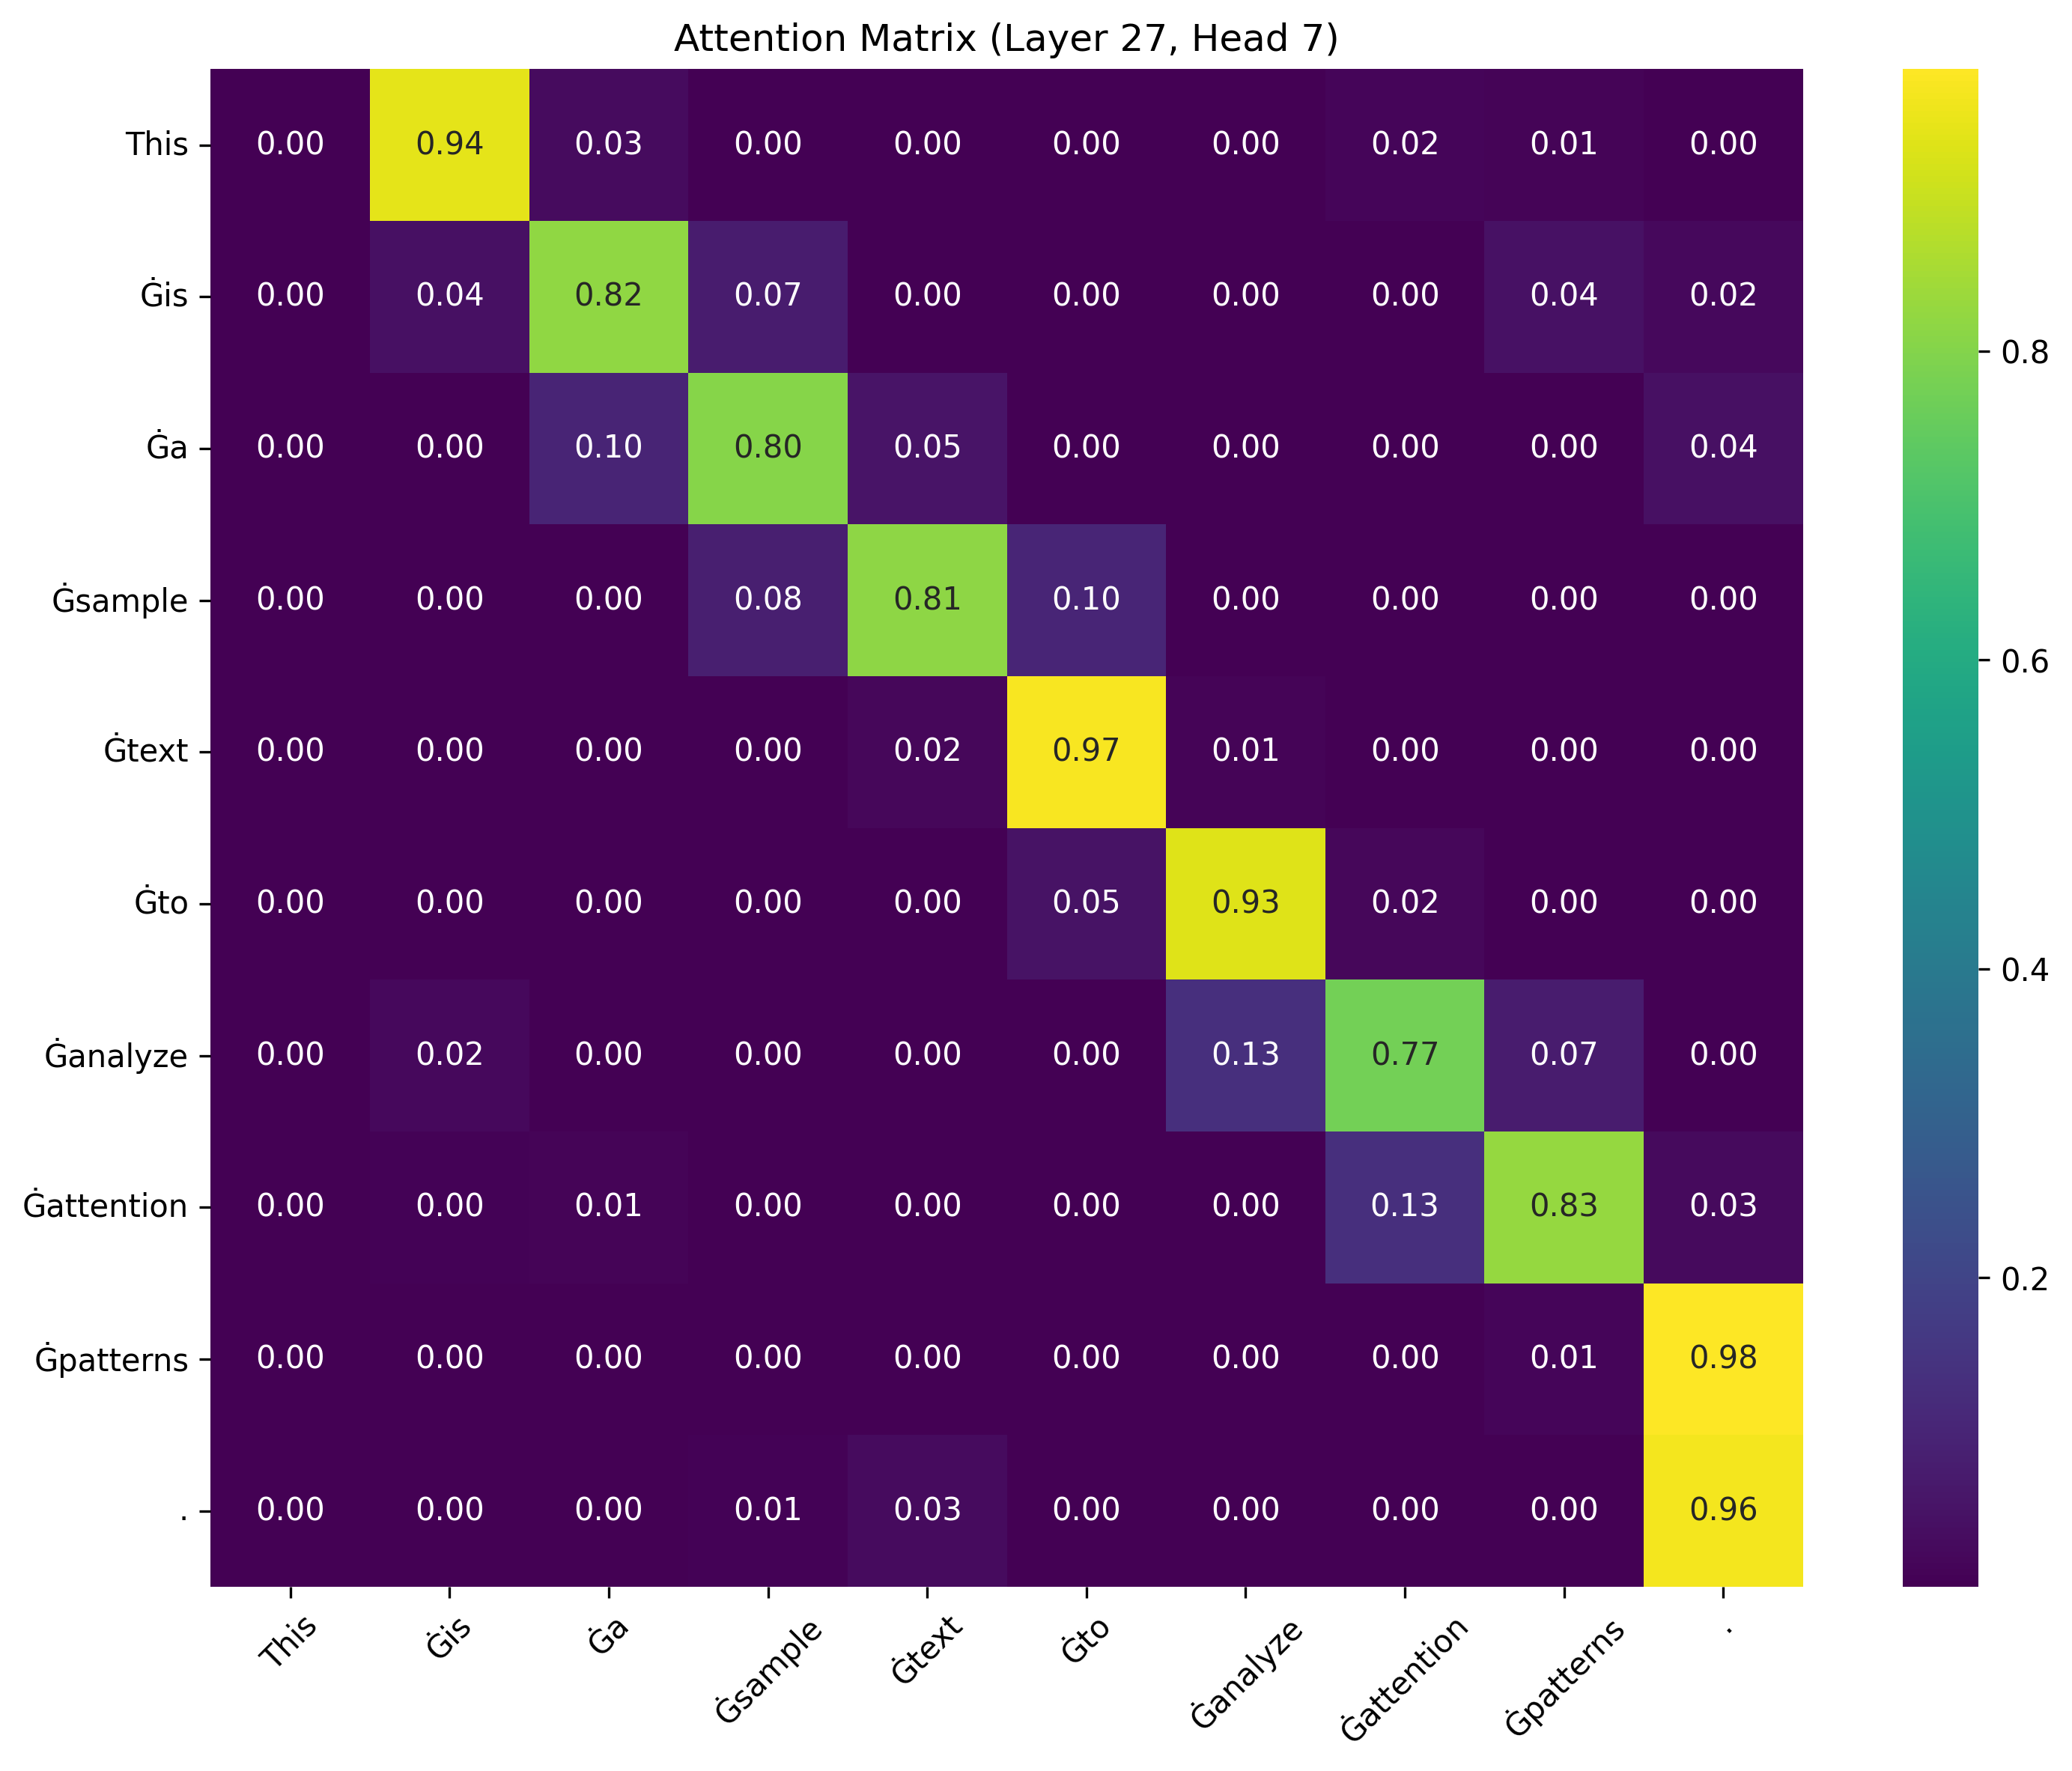 Attention Matrix (Layer 27, Head 7)
This 0.00 0.94 0.03 0.00 0.00 0.00 0.00 0.02 0.01 0.00
Ġis 0.00 0.04 0.82 0.07 0.00 0.00 0.00 0.00 0.04 0.02
Ġa 0.00 0.00 0.10 0.80 0.05 0.00 0.00 0.00 0.00 0.04
Ġsample 0.00 0.00 0.00 0.08 0.81 0.10 0.00 0.00 0.00 0.00
Ġtext 0.00 0.00 0.00 0.00 0.02 0.97 0.01 0.00 0.00 0.00
Ġto 0.00 0.00 0.00 0.00 0.00 0.05 0.93 0.02 0.00 0.00
Ġanalyze 0.00 0.02 0.00 0.00 0.00 0.00 0.13 0.77 0.07 0.00
Ġattention 0.00 0.00 0.01 0.00 0.00 0.00 0.00 0.13 0.83 0.03
Ġpatterns 0.00 0.00 0.00 0.00 0.00 0.00 0.00 0.00 0.01 0.98
. 0.00 0.00 0.00 0.01 0.03 0.00 0.00 0.00 0.00 0.96
This Ġis Ġa Ġsample Ġtext Ġto Ġanalyze Ġattention Ġpatterns .
0.8
0.6
0.4
0.2